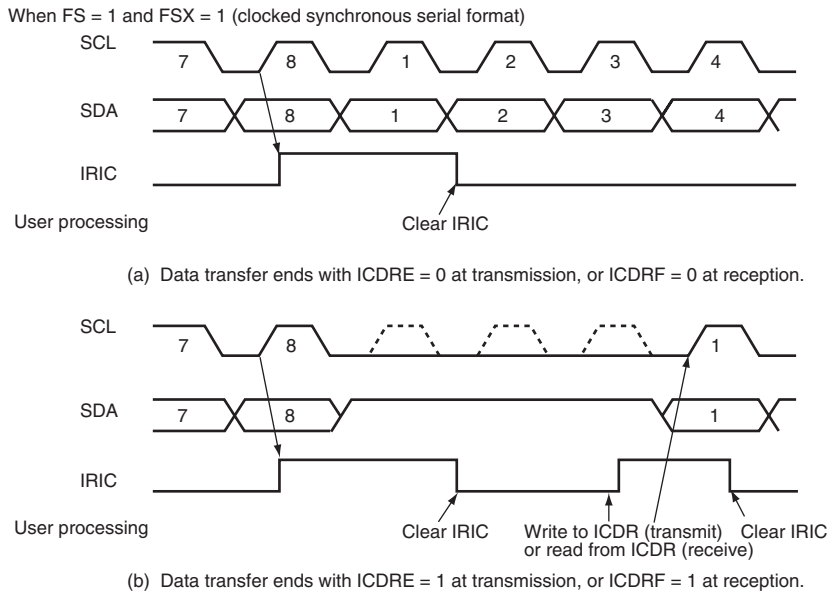 When FS = 1 and FSX = 1 (clocked synchronous serial format)
SCL
7 8 1 2 3 4
SDA
7 8 1 2 3 4
IRIC
User processing
Clear IRIC
(a) Data transfer ends with ICDRE = 0 at transmission, or ICDRF = 0 at reception.
SCL
7 8 1
SDA
7 8 1
IRIC
User processing
Clear IRIC
Write to ICDR (transmit)
or read from ICDR (receive)
Clear IRIC
(b) Data transfer ends with ICDRE = 1 at transmission, or ICDRF = 1 at reception.